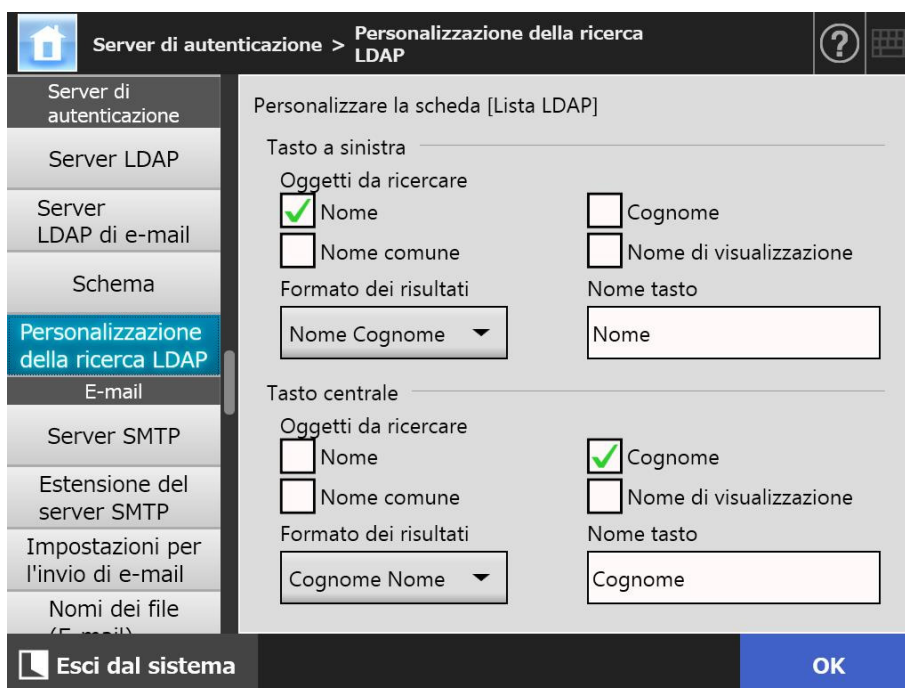 Server di autenticazione > Personalizzazione della ricerca
LDAP
?
Server di
autenticazione
Server LDAP
Server
LDAP di e-mail
Schema
Personalizzazione
della ricerca LDAP
E-mail
Server SMTP
Estensione del
server SMTP
Impostazioni per
l'invio di e-mail
Nomi dei file
(E-mail)
Personalizzare la scheda [Lista LDAP]
Tasto a sinistra
Oggetti da ricercare
Nome Cognome
Nome comune Nome di visualizzazione
Formato dei risultati Nome tasto
Nome Cognome Nome
Tasto centrale
Oggetti da ricercare
Nome Cognome
Nome comune Nome di visualizzazione
Formato dei risultati Nome tasto
Cognome Nome Cognome
Esci dal sistema
OK